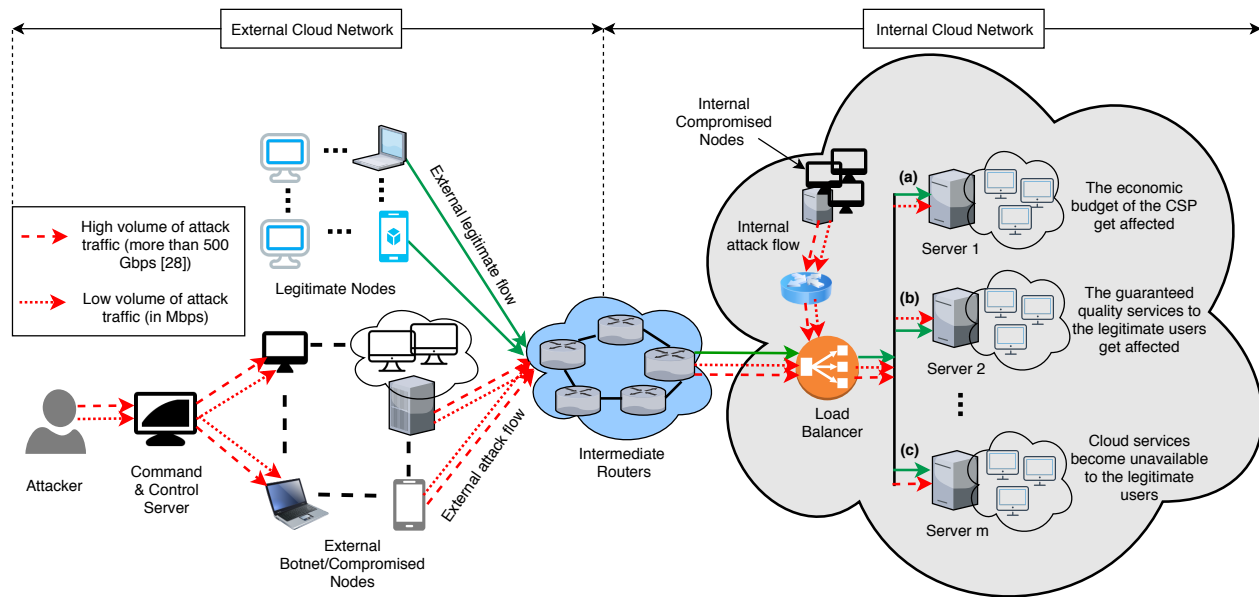 External Cloud Network
Internal Cloud Network
High volume of attack
traffic (more than 500
Gbps [28])
Low volume of attack
traffic (in Mbps)
Legitimate Nodes
External legitimate flow
Attacker
Command
& Control
Server
External
Botnet/Compromised
Nodes
External attack flow
Intermediate
Routers
Internal
Compromised
Nodes
Internal
attack flow
Load
Balancer
(a)
Server 1
The economic
budget of the CSP
get affected
(b)
Server 2
The guaranteed
quality services to
the legitimate users
get affected
(c)
Server m
Cloud services
become unavailable
to the legitimate
users